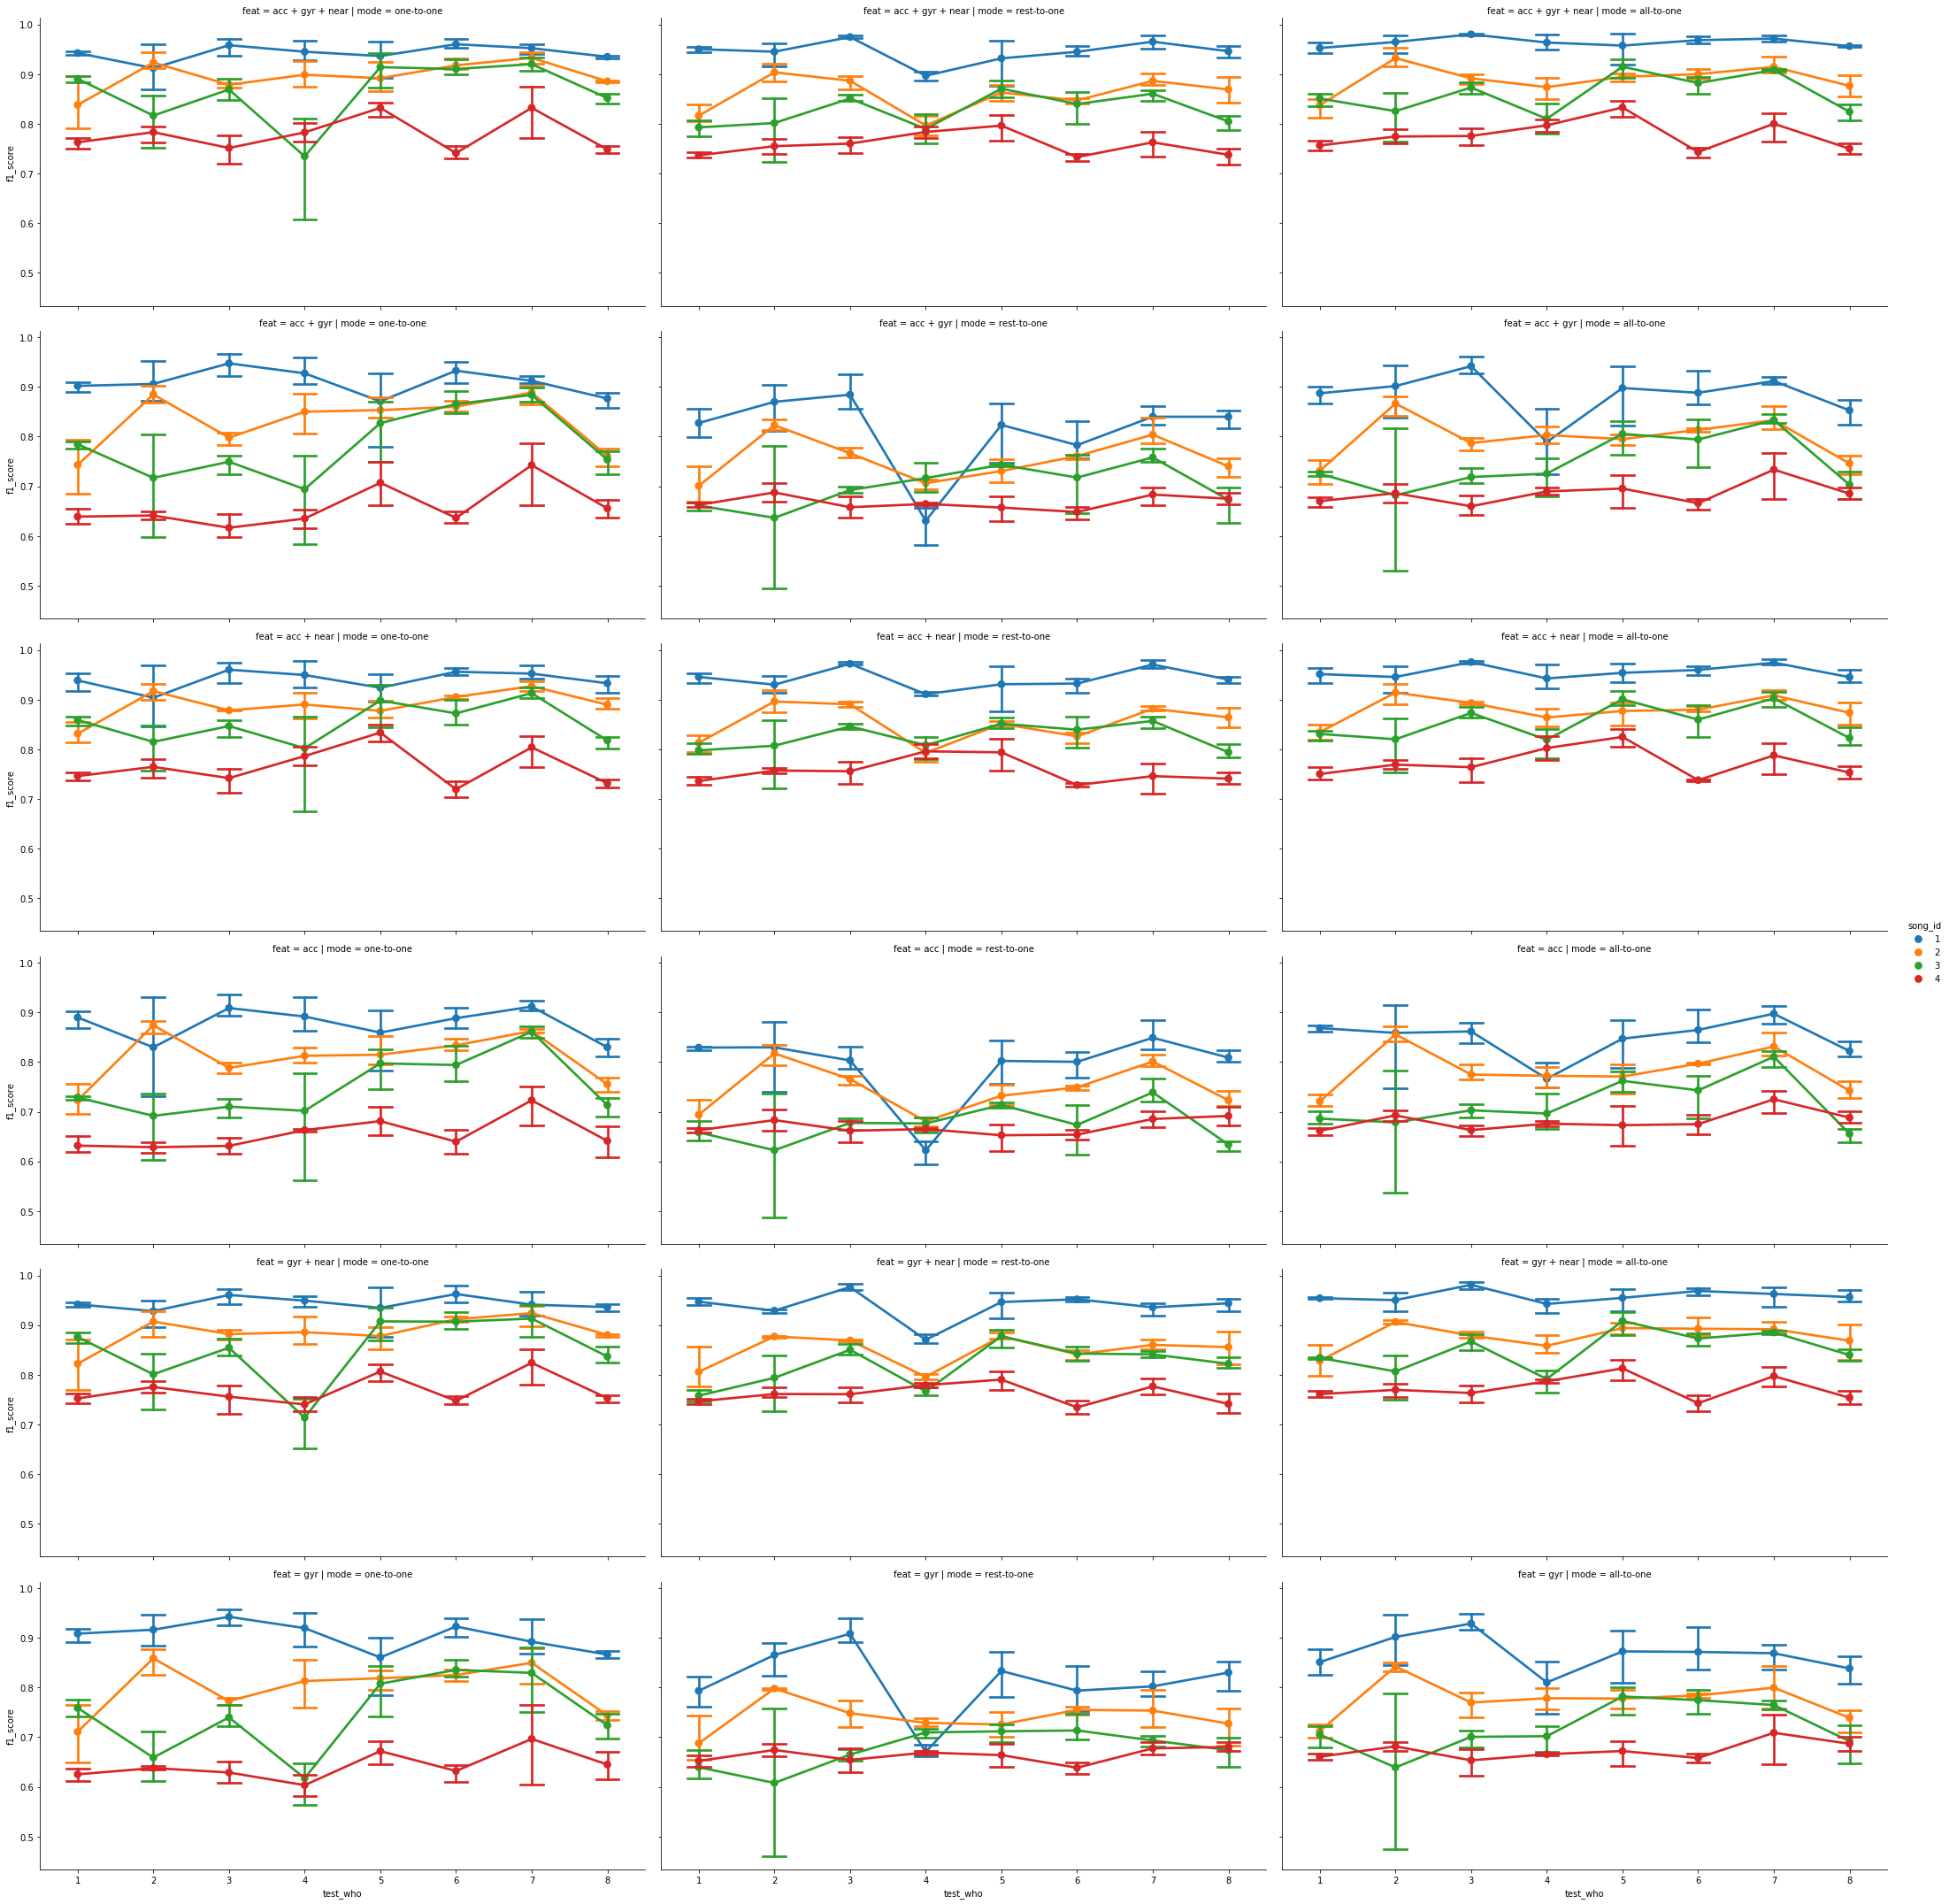 feat = acc + gyr + near | mode = one-to-one
feat = acc + gyr + near | mode = rest-to-one
feat = acc + gyr + near | mode = all-to-one
1.0
0.9
0.8
0.7
0.6
0.5
f1_score
feat = acc + gyr | mode = one-to-one
feat = acc + gyr | mode = rest-to-one
feat = acc + gyr | mode = all-to-one
1.0
0.9
0.8
0.7
0.6
0.5
f1_score
feat = acc + near | mode = one-to-one
feat = acc + near | mode = rest-to-one
feat = acc + near | mode = all-to-one
1.0
0.9
0.8
0.7
0.6
0.5
f1_score
song_id
1
2
3
4
feat = acc | mode = one-to-one
feat = acc | mode = rest-to-one
feat = acc | mode = all-to-one
1.0
0.9
0.8
0.7
0.6
0.5
f1_score
feat = gyr + near | mode = one-to-one
feat = gyr + near | mode = rest-to-one
feat = gyr + near | mode = all-to-one
1.0
0.9
0.8
0.7
0.6
0.5
f1_score
feat = gyr | mode = one-to-one
feat = gyr | mode = rest-to-one
feat = gyr | mode = all-to-one
1.0
0.9
0.8
0.7
0.6
0.5
f1_score
1 2 3 4 5 6 7 8
test_who
1 2 3 4 5 6 7 8
test_who
1 2 3 4 5 6 7 8
test_who